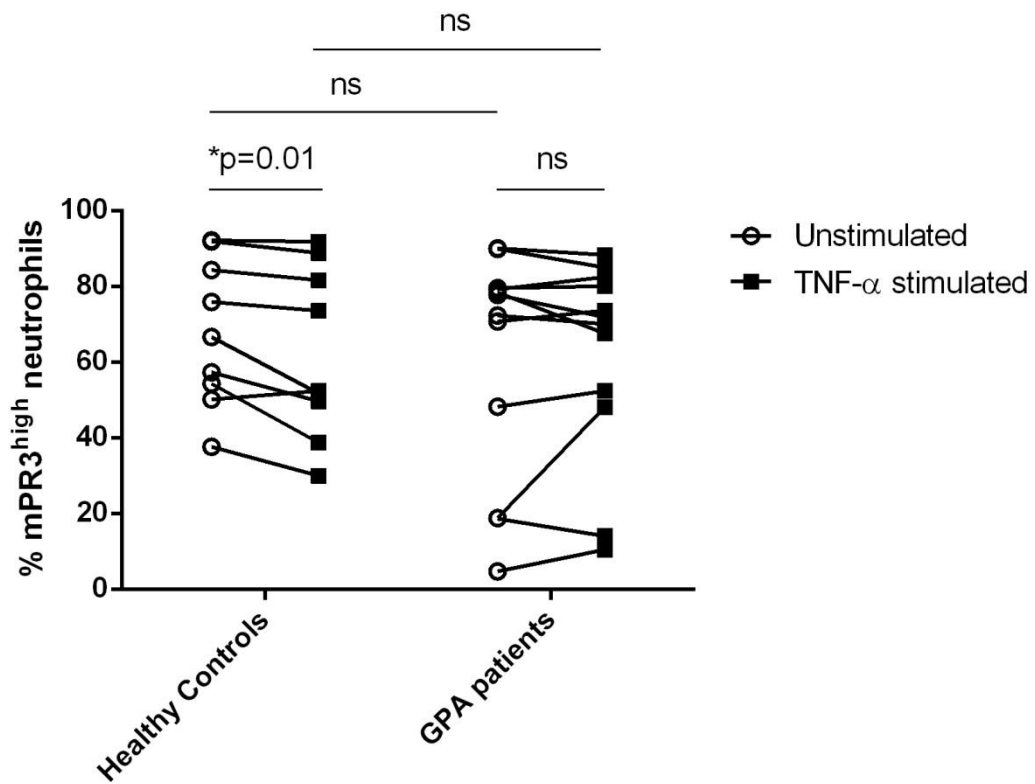 ns
ns
*p=0.01
ns
% mPR3high neutrophils
100
80
60
40
20
0
Healthy Controls
GPA patients
Unstimulated
TNF-α stimulated